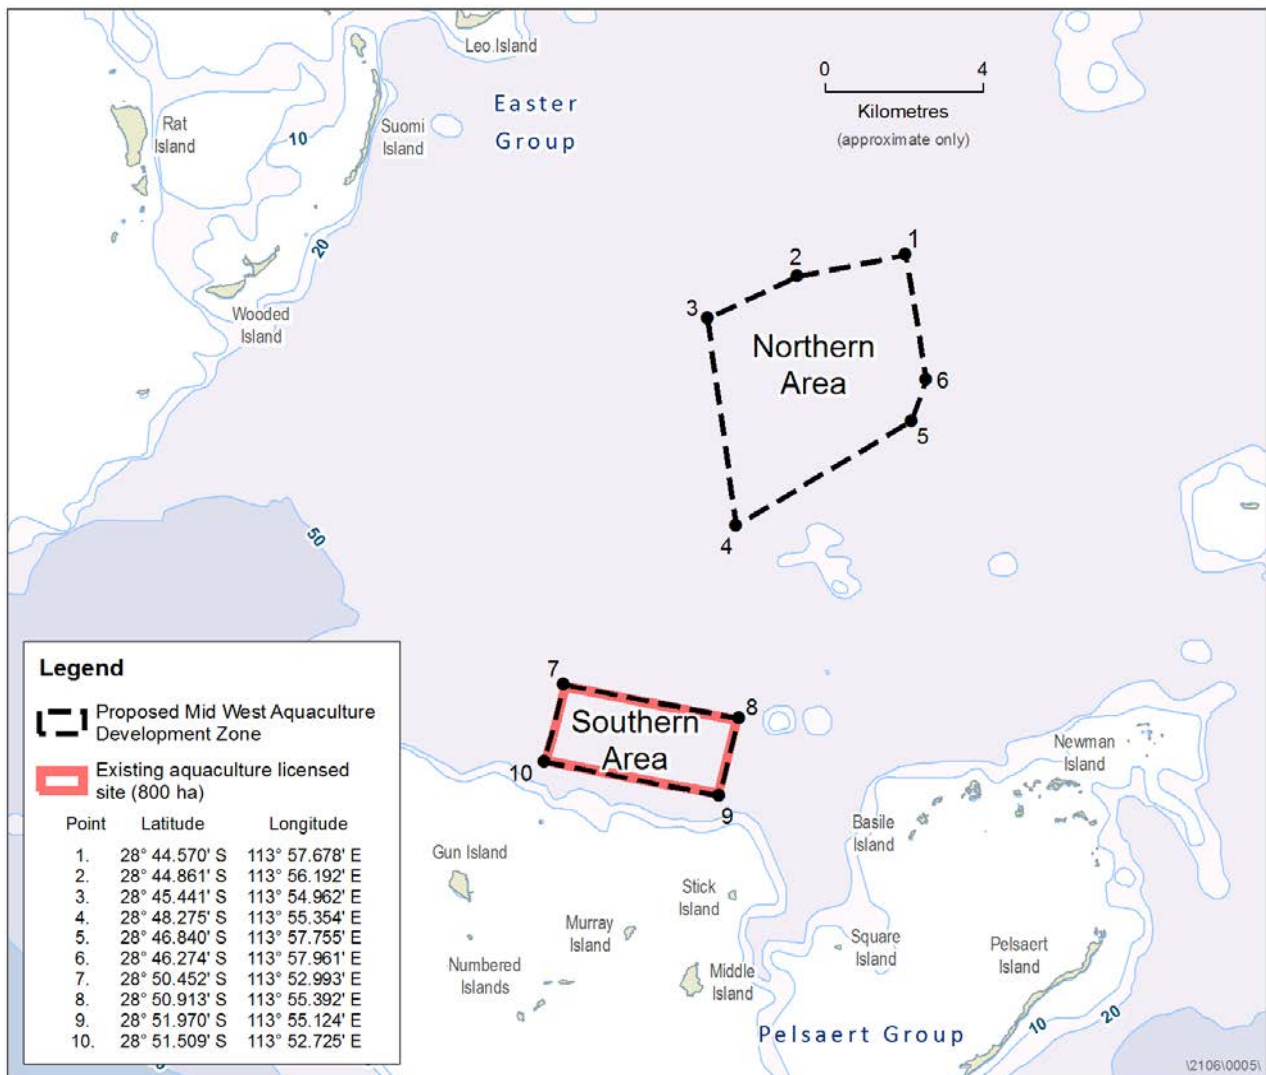 Leo Island
0 4
Kilometres
(approximate only)
Easter
Group
Rat
Island
10
Suomi
Island
20
Wooded
Island
1
2
3
Northern
Area
6
5
4
50
7
8
Southern
Area
10
9
Newman
Island
Basile
Island
Gun Island
Stick
Island
Murray
Island
Square
Island
Pelsaert
Island
Numbered
Islands
Middle
Island
Pelsaert Group
10
20
Legend
Proposed Mid West Aquaculture
Development Zone
Existing aquaculture licensed
site (800 ha)
Point Latitude Longitude
1. 28° 44.570' S 113° 57.678' E
2. 28° 44.861' S 113° 56.192' E
3. 28° 45.441' S 113° 54.962' E
4. 28° 48.275' S 113° 55.354' E
5. 28° 46.840' S 113° 57.755' E
6. 28° 46.274' S 113° 57.961' E
7. 28° 50.452' S 113° 52.993' E
8. 28° 50.913' S 113° 55.392' E
9. 28° 51.970' S 113° 55.124' E
10. 28° 51.509' S 113° 52.725' E
\2106\0005\